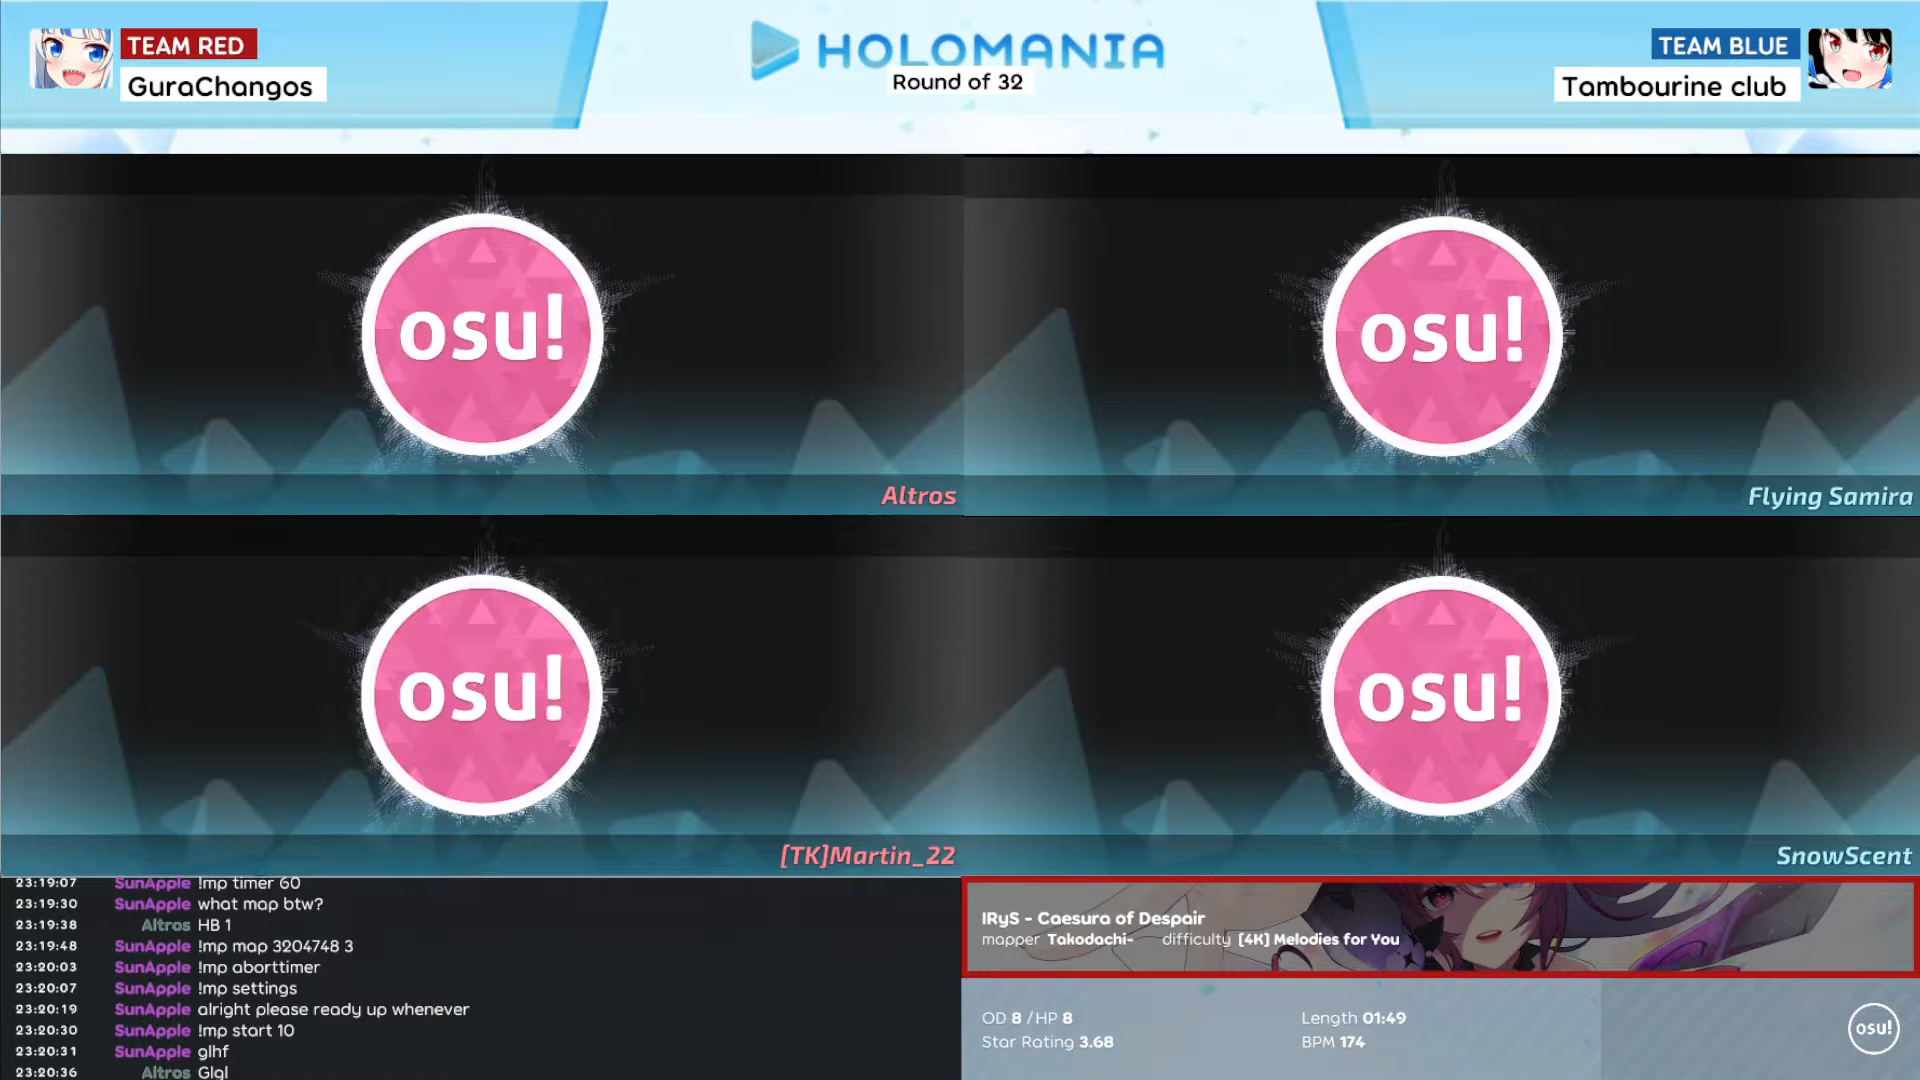 TEAM RED
GuraChangos
HOLOMANIA
Round of 32
TEAM BLUE
Tambourine club
osu!
Altros
osu!
Flying Samira
osu!
[TK]Martin_22
osu!
SnowScent
23:19:07 SunApple !mp timer 60
23:19:30 SunApple what map btw?
23:19:38 Altros HB 1
23:19:48 SunApple !mp map 3204748 3
23:20:03 SunApple !mp aborttimer
23:20:07 SunApple !mp settings
23:20:19 SunApple alright please ready up whenever
23:20:30 SunApple !mp start 10
23:20:31 SunApple glhf
23:20:36 Altros Glgl
IRyS - Caesura of Despair
mapper Takodachi- difficulty [4K] Melodies for You
OD 8 / HP 8
Star Rating 3.68
Length 01:49
BPM 174
osu!